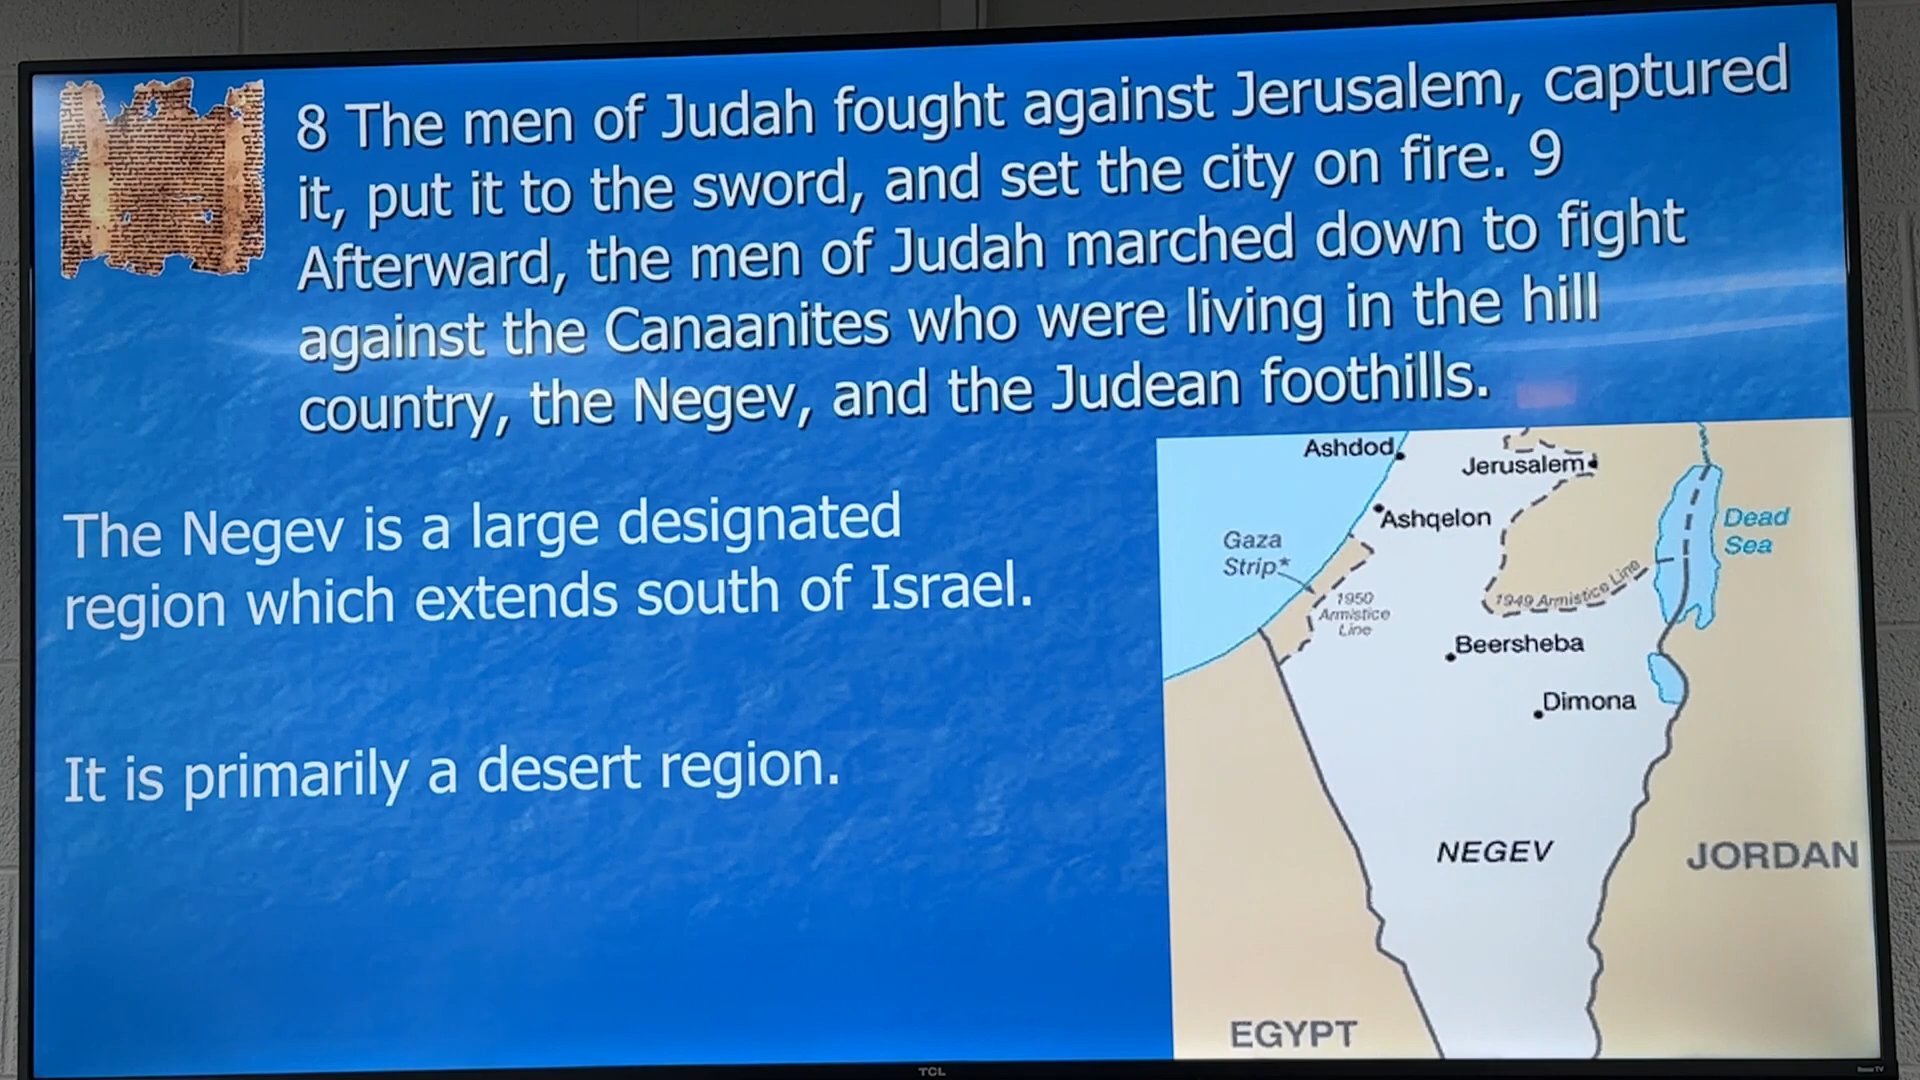 8 The men of Judah fought against Jerusalem, captured
it, put it to the sword, and set the city on fire. 9
Afterward, the men of Judah marched down to fight
against the Canaanites who were living in the hill
country, the Negev, and the Judean foothills.
The Negev is a large designated
region which extends south of Israel.
It is primarily a desert region.
Ashdod
Jerusalem
Ashqelon
Dead
Sea
Gaza
Strip*
1950
Armistice
Line
1949 Armistice Line
Beersheba
Dimona
NEGEV
JORDAN
EGYPT
TCL